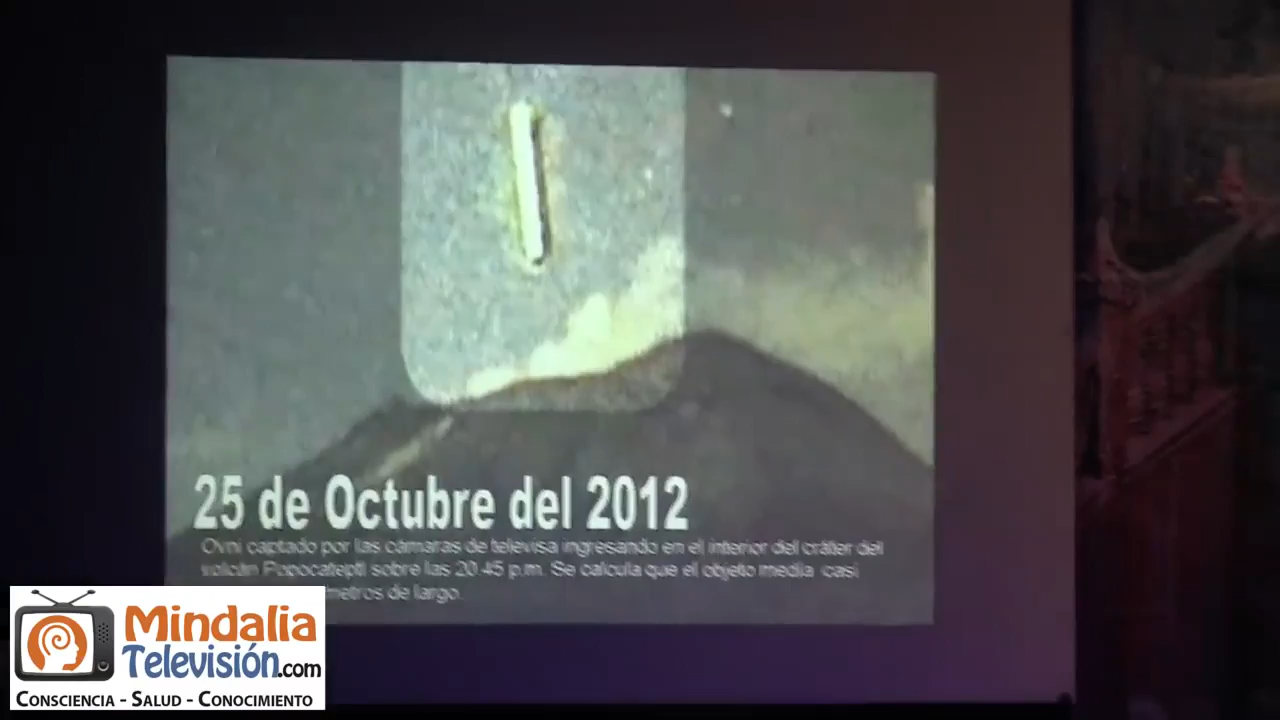 25 de Octubre del 2012
Ovni captado por las cámaras de televisa ingresando en el interior del cráter del
volcán Popocatéptl sobre las 20.45 p.m. Se calcula que el objeto media casi
metros de largo.
Mindalia
Televisión.com
CONSCIENCIA - SALUD - CONOCIMIENTO